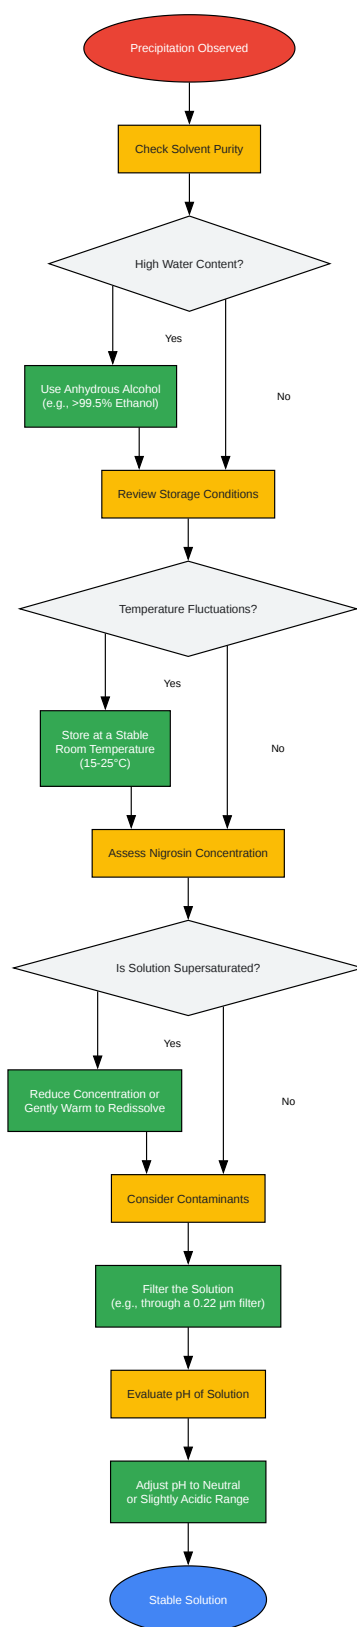 Precipitation Observed
Check Solvent Purity
High Water Content?
Yes
Use Anhydrous Alcohol
(e.g., >99.5% Ethanol)
No
Review Storage Conditions
Temperature Fluctuations?
Yes
Store at a Stable
Room Temperature
(15-25°C)
No
Assess Nigrosin Concentration
Is Solution Supersaturated?
Yes
Reduce Concentration or
Gently Warm to Redissolve
No
Consider Contaminants
Filter the Solution
(e.g., through a 0.22 µm filter)
Evaluate pH of Solution
Adjust pH to Neutral
or Slightly Acidic Range
Stable Solution